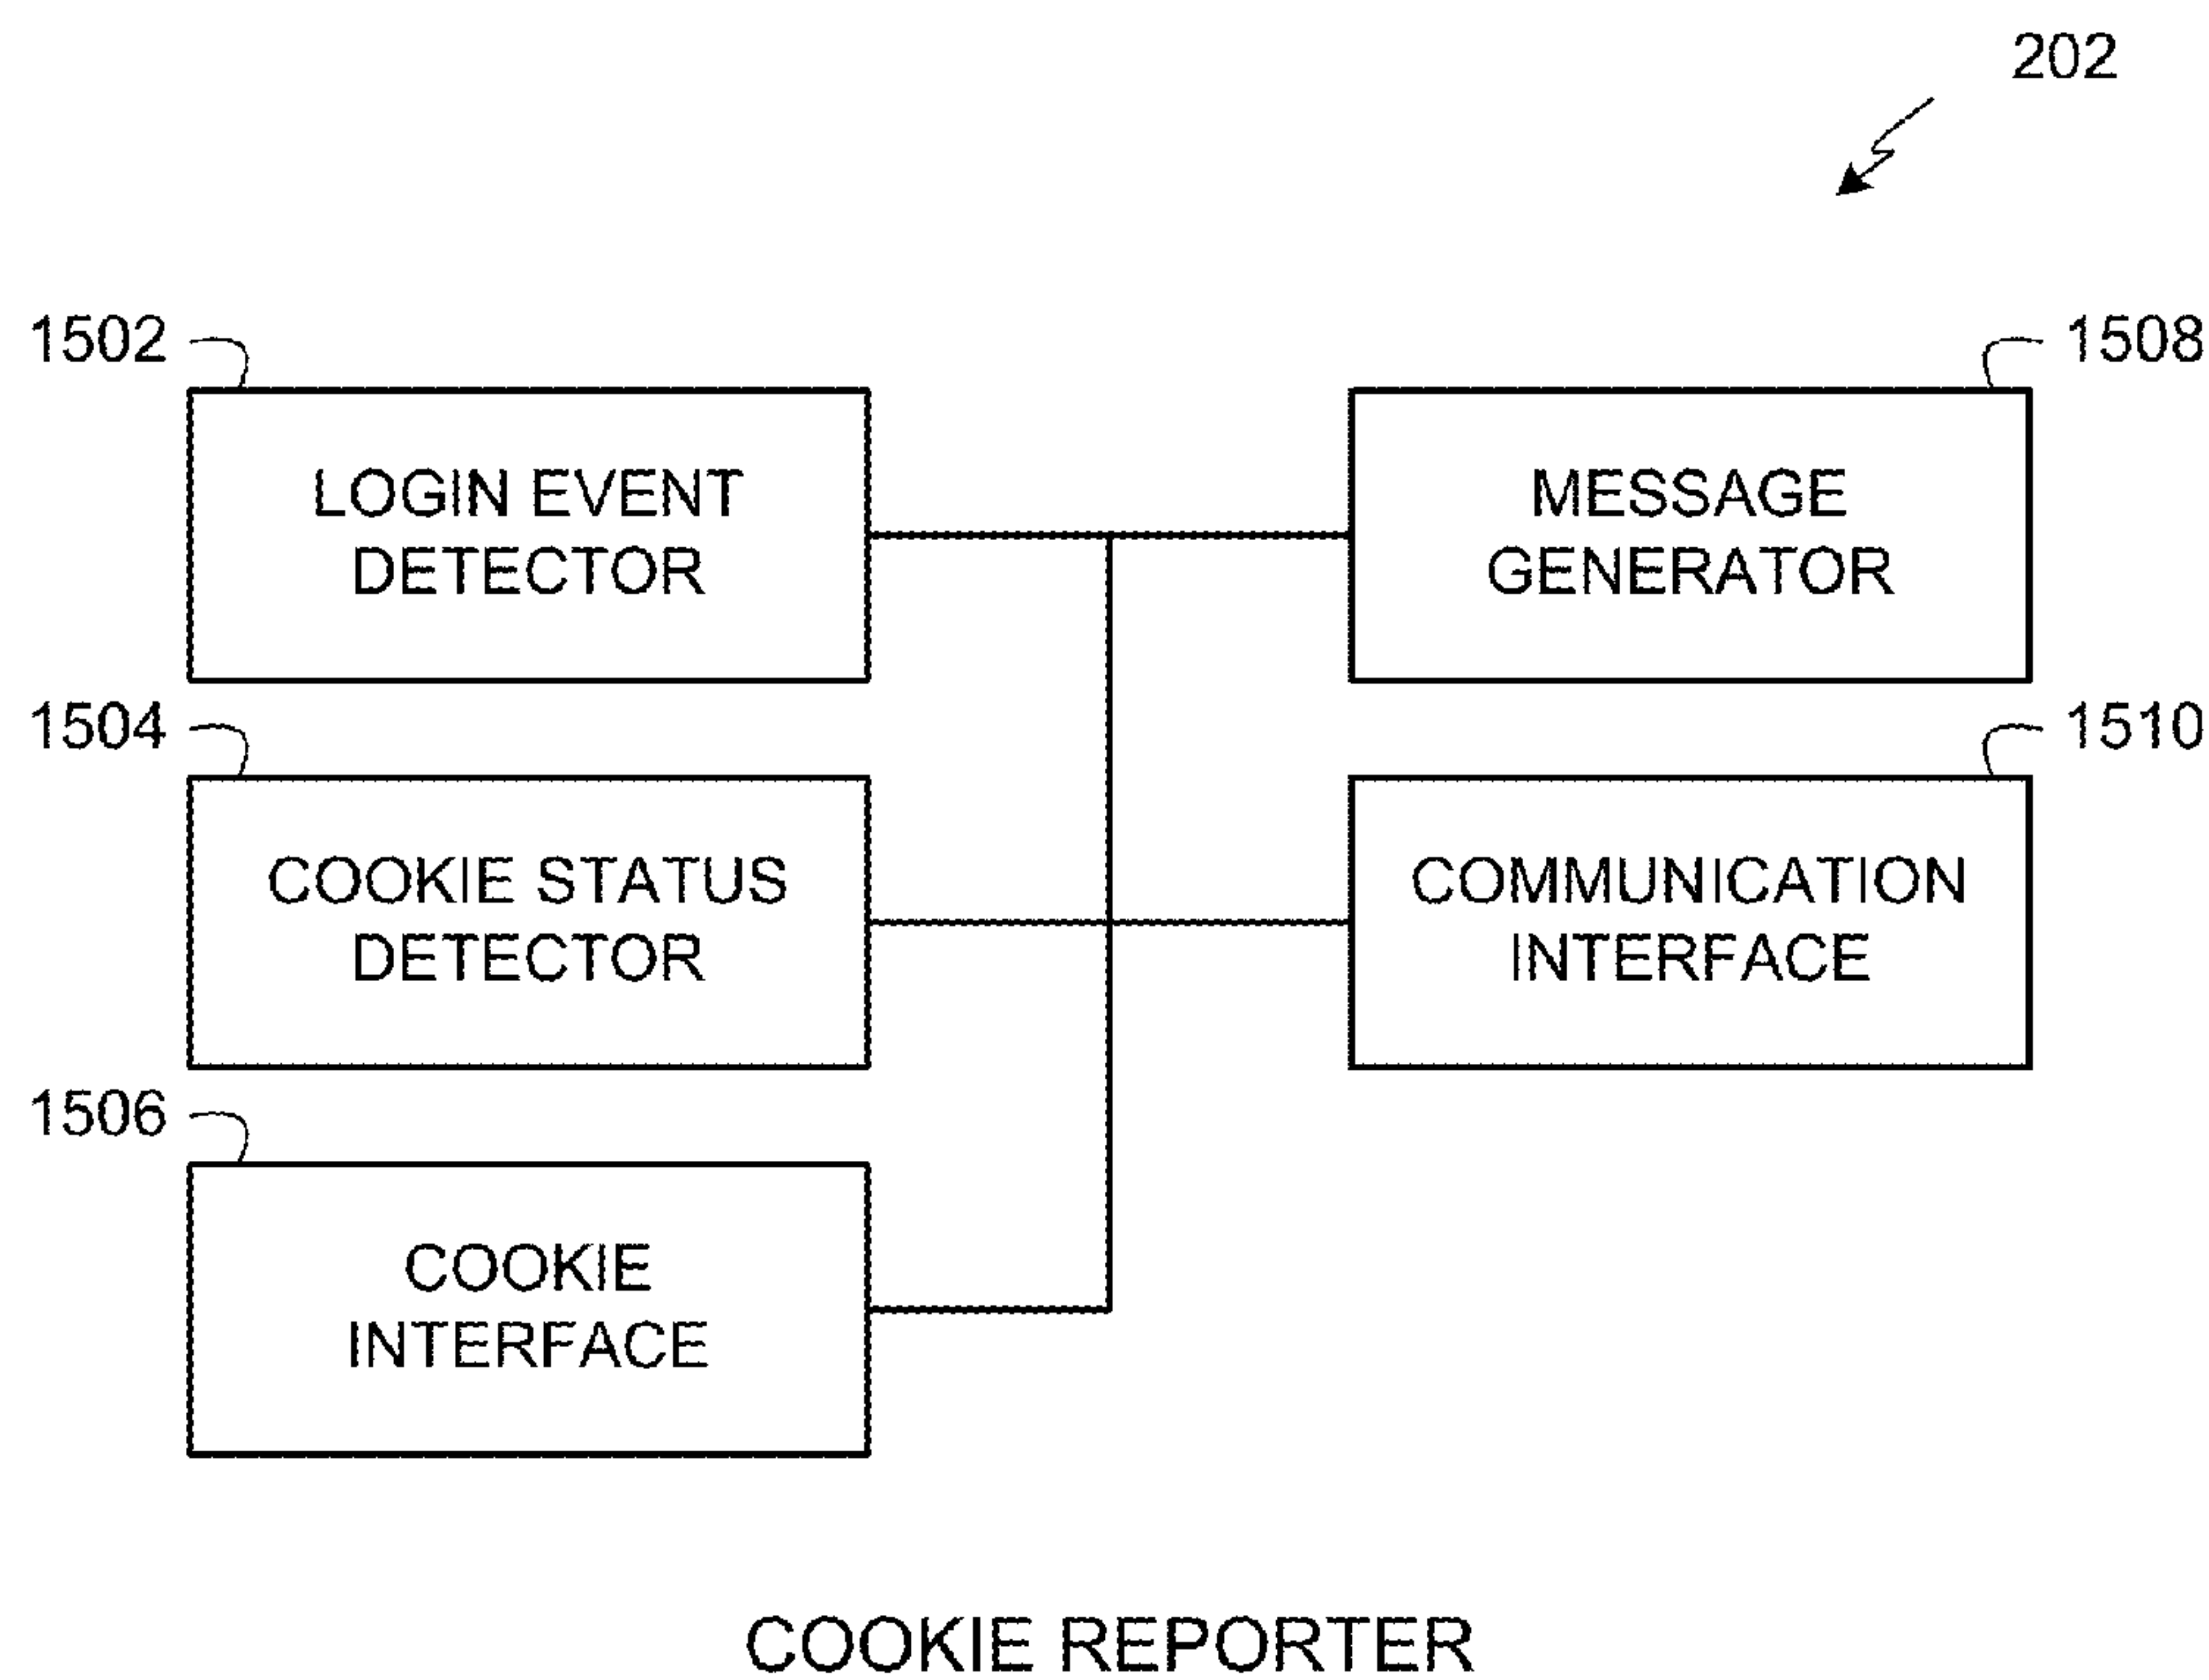 202
1502
LOGIN EVENT
DETECTOR
1508
MESSAGE
GENERATOR
1504
COOKIE STATUS
DETECTOR
1510
COMMUNICATION
INTERFACE
1506
COOKIE
INTERFACE
COOKIE REPORTER